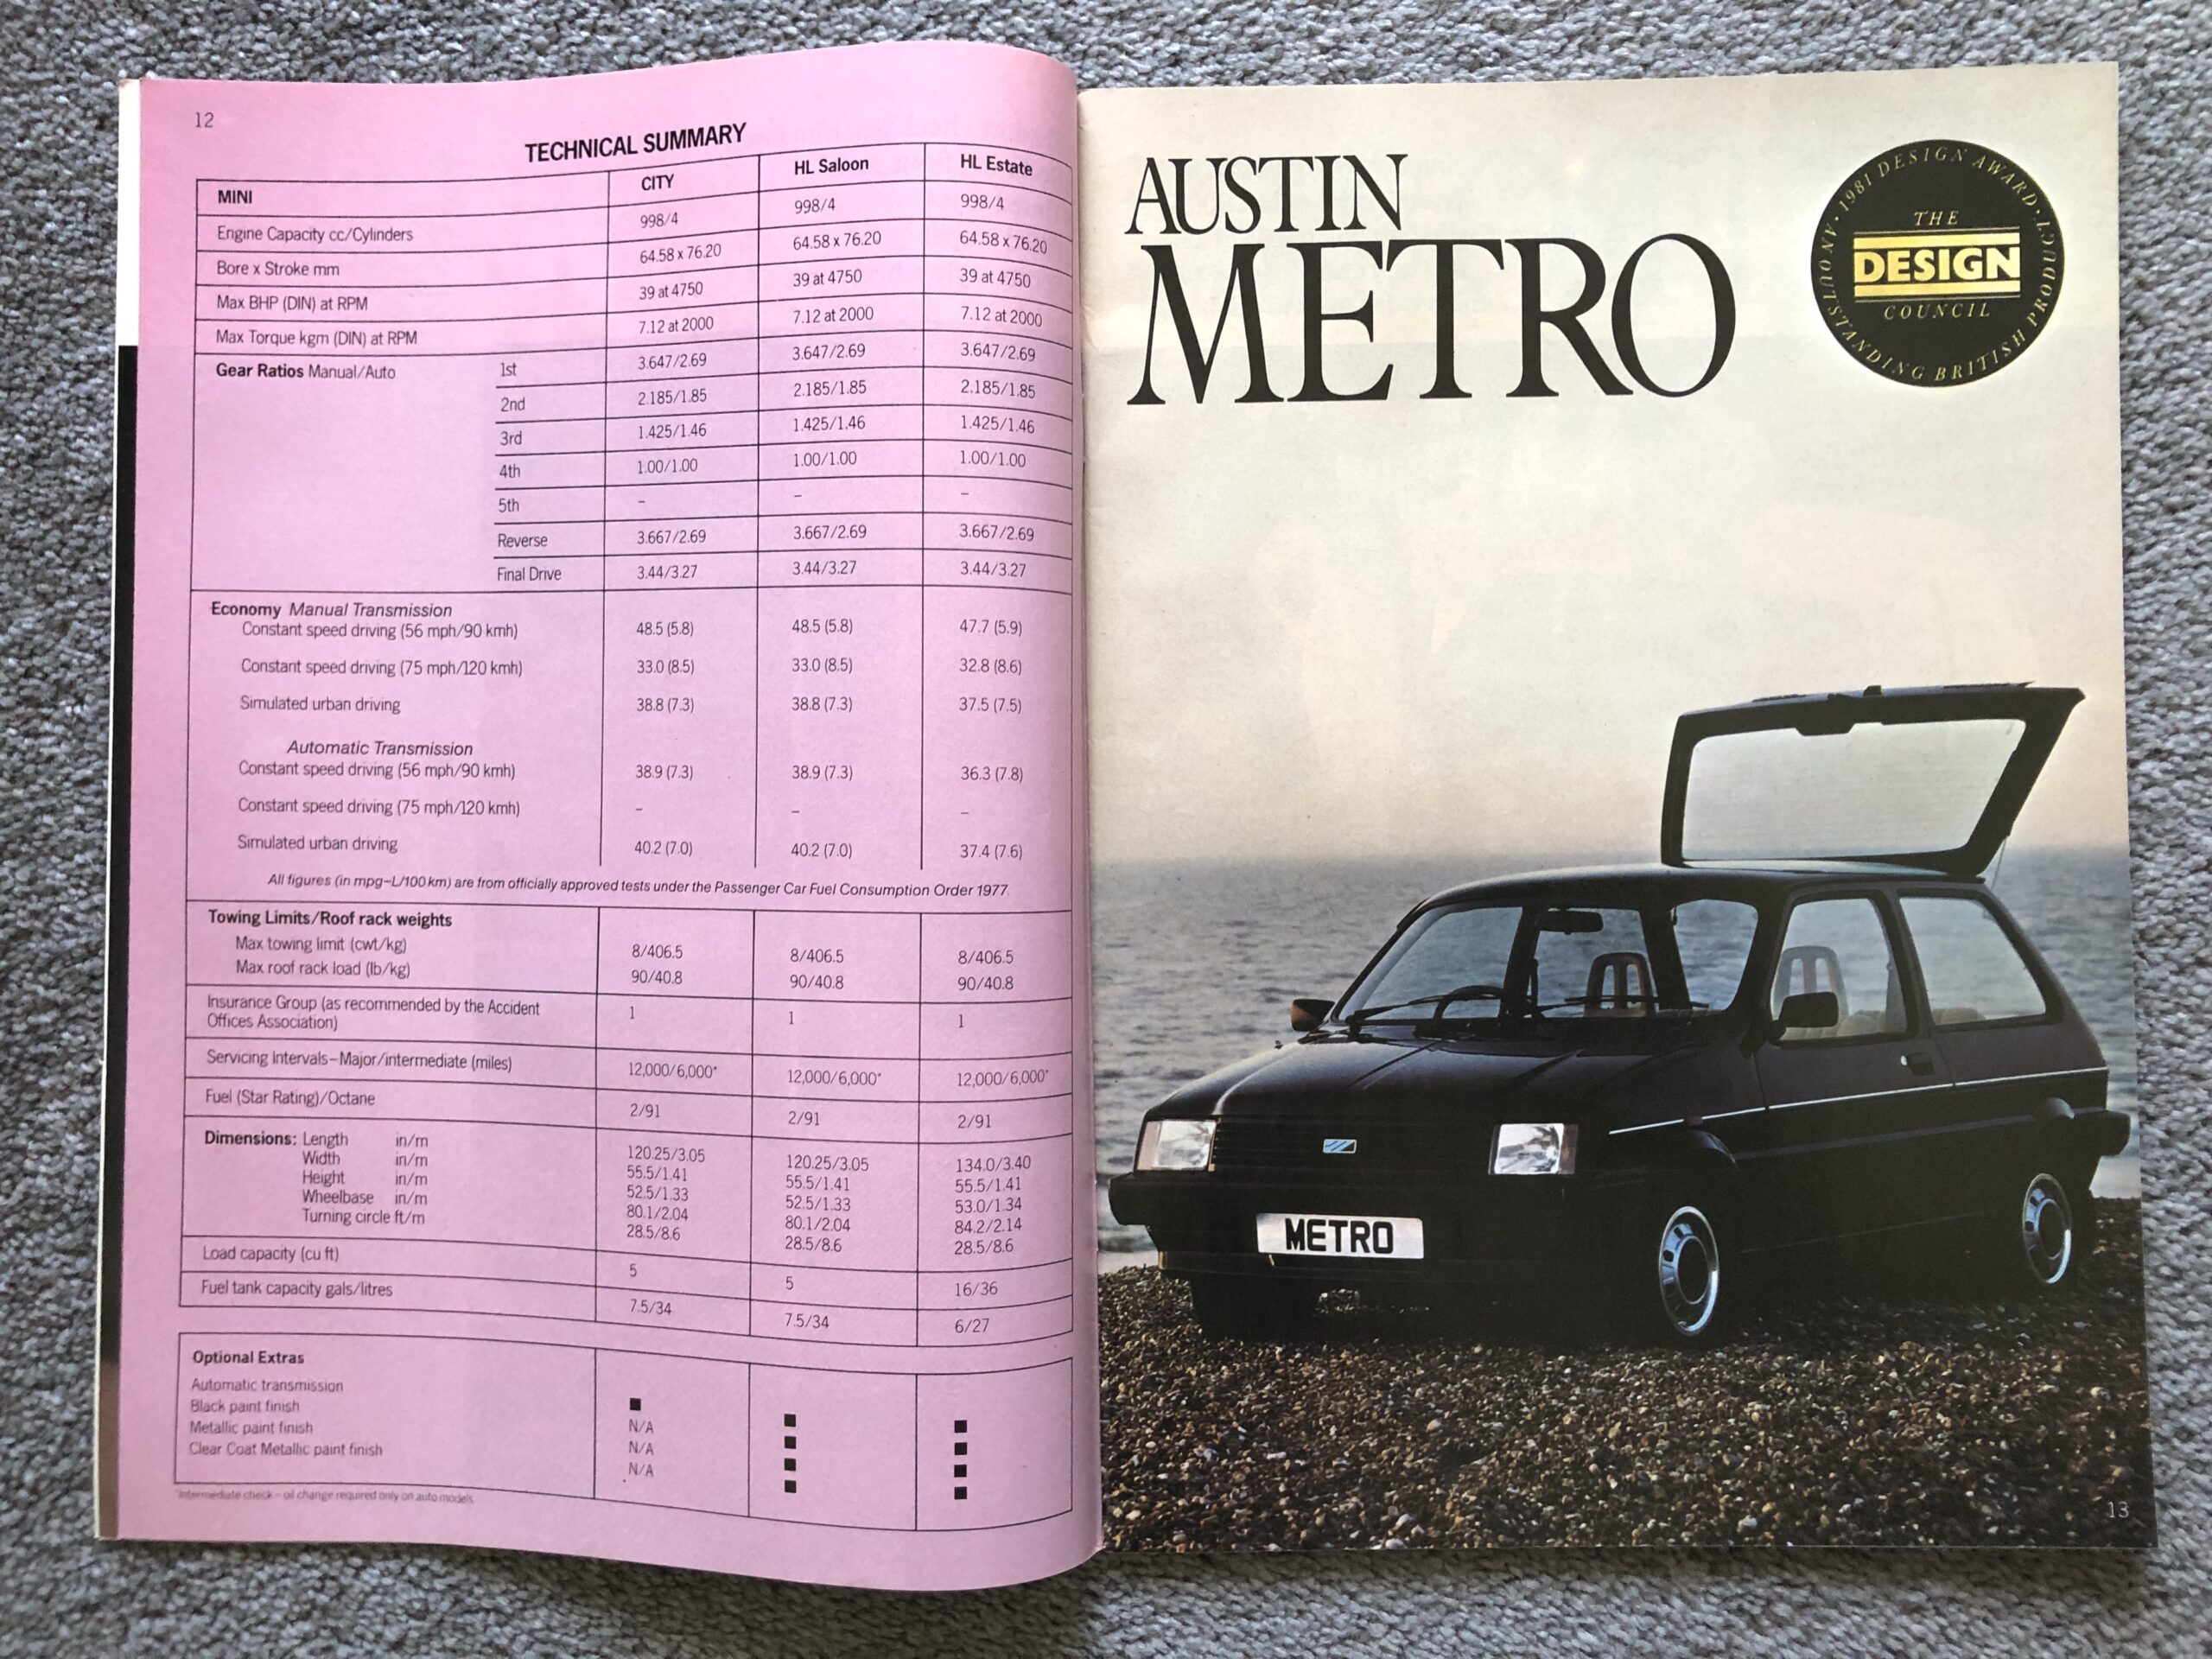 12
TECHNICAL SUMMARY
MINI CITY HL Saloon HL Estate
Engine Capacity cc/Cylinders 998/4 998/4 998/4
Bore x Stroke mm 64.58 x 76.20 64.58 x 76.20 64.58 x 76.20
Max BHP (DIN) at RPM 39 at 4750 39 at 4750 39 at 4750
Max Torque kgm (DIN) at RPM 7.12 at 2000 7.12 at 2000 7.12 at 2000
Gear Ratios Manual/Auto 1st 3.647/2.69 3.647/2.69 3.647/2.69
2nd 2.185/1.85 2.185/1.85 2.185/1.85
3rd 1.425/1.46 1.425/1.46 1.425/1.46
4th 1.00/1.00 1.00/1.00 1.00/1.00
5th – – –
Reverse 3.667/2.69 3.667/2.69 3.667/2.69
Final Drive 3.44/3.27 3.44/3.27 3.44/3.27
Economy Manual Transmission
Constant speed driving (56 mph/90 kmh) 48.5 (5.8) 48.5 (5.8) 47.7 (5.9)
Constant speed driving (75 mph/120 kmh) 33.0 (8.5) 33.0 (8.5) 32.8 (8.6)
Simulated urban driving 38.8 (7.3) 38.8 (7.3) 37.5 (7.5)
Automatic Transmission
Constant speed driving (56 mph/90 kmh) 38.9 (7.3) 38.9 (7.3) 36.3 (7.8)
Constant speed driving (75 mph/120 kmh) – – –
Simulated urban driving 40.2 (7.0) 40.2 (7.0) 37.4 (7.6)
All figures (in mpg–L/100 km) are from officially approved tests under the Passenger Car Fuel Consumption Order 1977.
Towing Limits/Roof rack weights
Max towing limit (cwt/kg) 8/406.5 8/406.5 8/406.5
Max roof rack load (lb/kg) 90/40.8 90/40.8 90/40.8
Insurance Group (as recommended by the Accident
Offices Association) 1 1 1
Servicing Intervals–Major/intermediate (miles) 12,000/6,000* 12,000/6,000* 12,000/6,000*
Fuel (Star Rating)/Octane 2/91 2/91 2/91
Dimensions: Length in/m 120.25/3.05 120.25/3.05 134.0/3.40
Width in/m 55.5/1.41 55.5/1.41 55.5/1.41
Height in/m 52.5/1.33 52.5/1.33 53.0/1.34
Wheelbase in/m 80.1/2.04 80.1/2.04 84.2/2.14
Turning circle ft/m 28.5/8.6 28.5/8.6 28.5/8.6
Load capacity (cu ft) 5 5 16/36
Fuel tank capacity gals/litres 7.5/34 7.5/34 6/27
Optional Extras
Automatic transmission ■ ■ ■
Black paint finish N/A ■ ■
Metallic paint finish N/A ■ ■
Clear Coat Metallic paint finish N/A ■ ■
*Intermediate check – oil change required only on auto models.
AUSTIN
METRO
1981 DESIGN AWARD · AN OUTSTANDING BRITISH PRODUCT ·
THE
DESIGN
COUNCIL
METRO
13